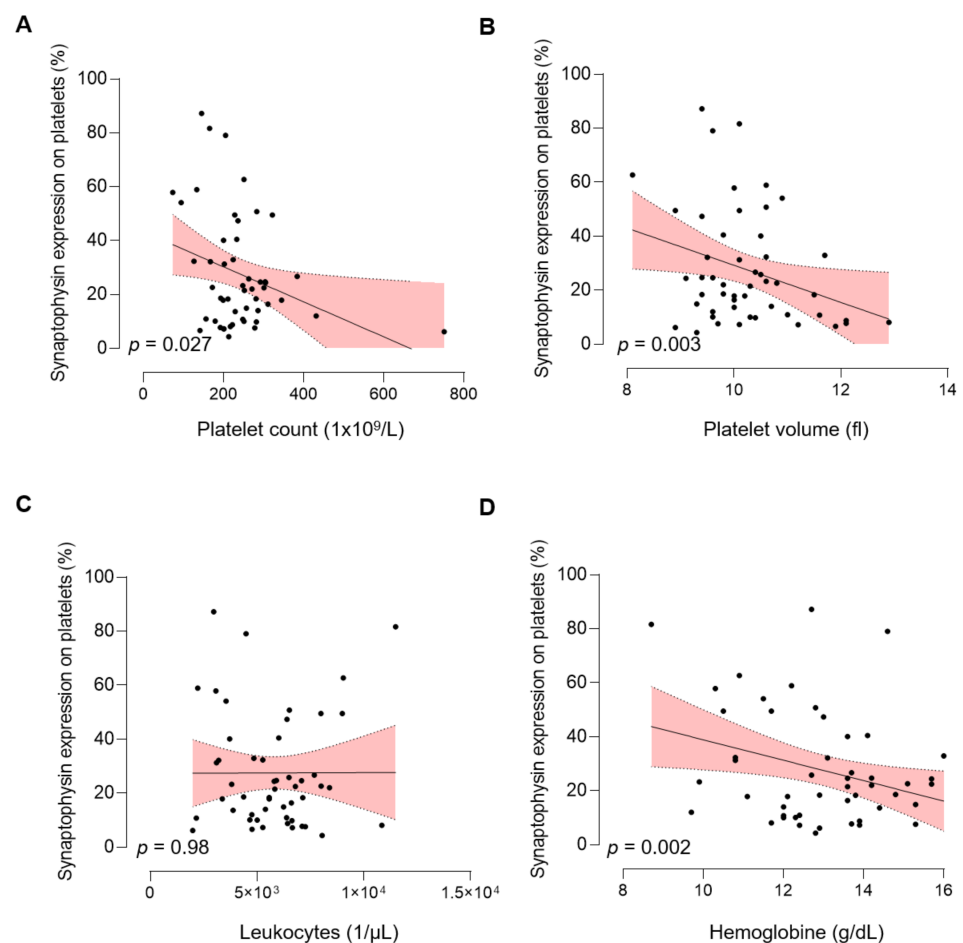 A
Synaptophysin expression on platelets (%)
100
80
60
40
20
0
p = 0.027
0 200 400 600 800
Platelet count (1x10⁹/L)
B
Synaptophysin expression on platelets (%)
100
80
60
40
20
0
p = 0.003
8 10 12 14
Platelet volume (fl)
C
Synaptophysin expression on platelets (%)
100
80
60
40
20
0
p = 0.98
0 5×10³ 1×10⁴ 1.5×10⁴
Leukocytes (1/µL)
D
Synaptophysin expression on platelets (%)
100
80
60
40
20
0
p = 0.002
8 10 12 14 16
Hemoglobine (g/dL)